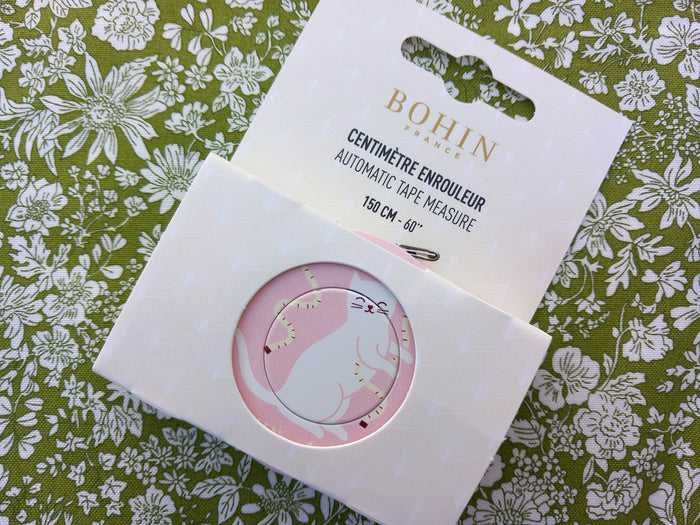 BOHIN
FRANCE
CENTIMÈTRE ENROULEUR
AUTOMATIC TAPE MEASURE
150 CM - 60"